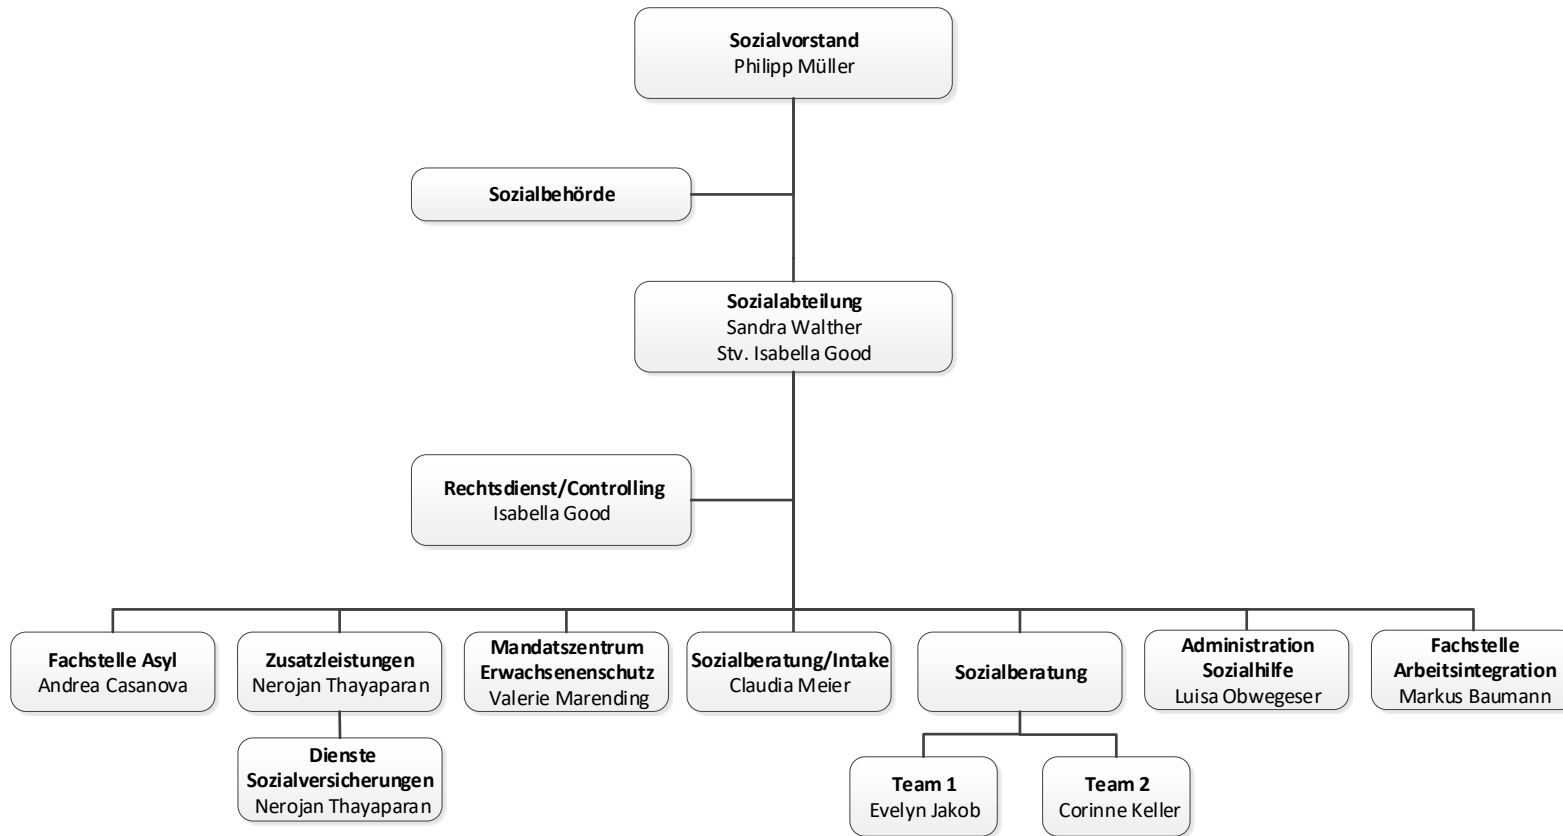 Sozialvorstand
Philipp Müller
Sozialbehörde
Sozialabteilung
Sandra Walther
Stv. Isabella Good
Rechtsdienst/Controlling
Isabella Good
Fachstelle Asyl
Andrea Casanova
Zusatzleistungen
Nerojan Thayaparan
Mandatszentrum
Erwachsenenschutz
Valerie Marending
Sozialberatung/Intake
Claudia Meier
Sozialberatung
Administration
Sozialhilfe
Luisa Obwegeser
Fachstelle
Arbeitsintegration
Markus Baumann
Dienste
Sozialversicherungen
Nerojan Thayaparan
Team 1
Evelyn Jakob
Team 2
Corinne Keller